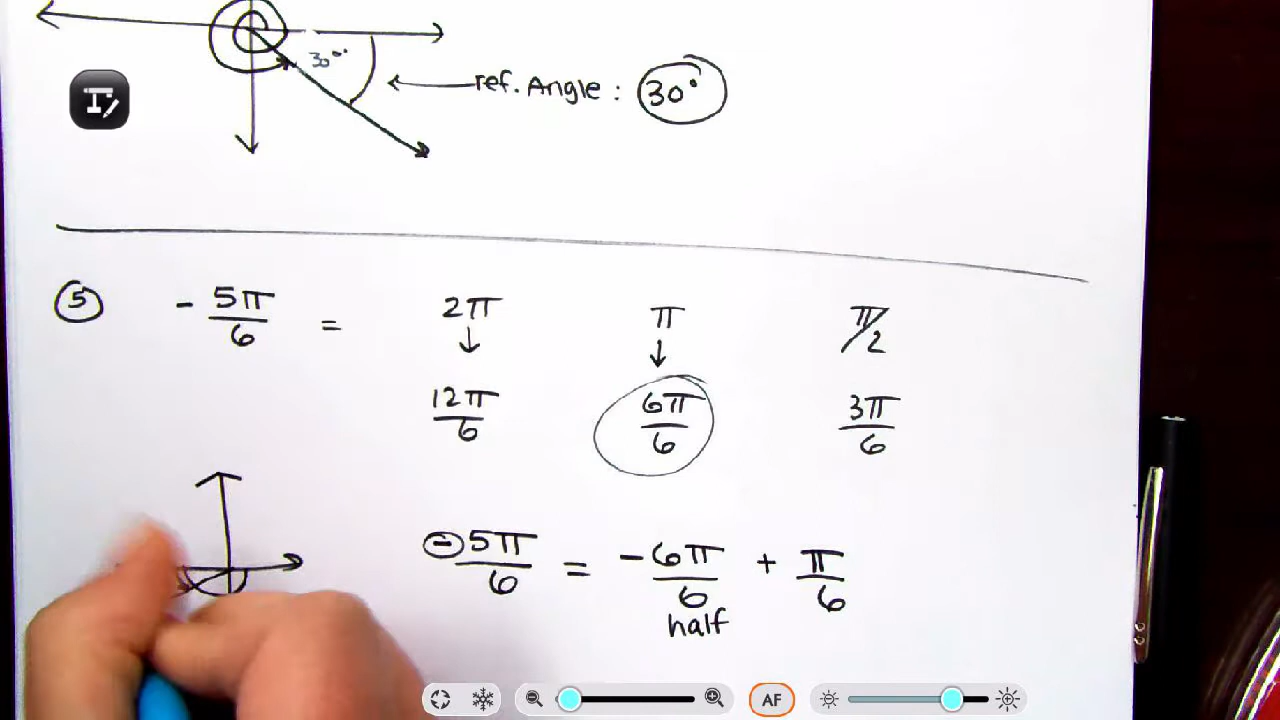 30°
ref. Angle : 30°
5 - 5π/6 = 2π π π/2
↓ ↓
12π/6 6π/6 3π/6
-5π/6 = -6π/6 + π/6
half
AF